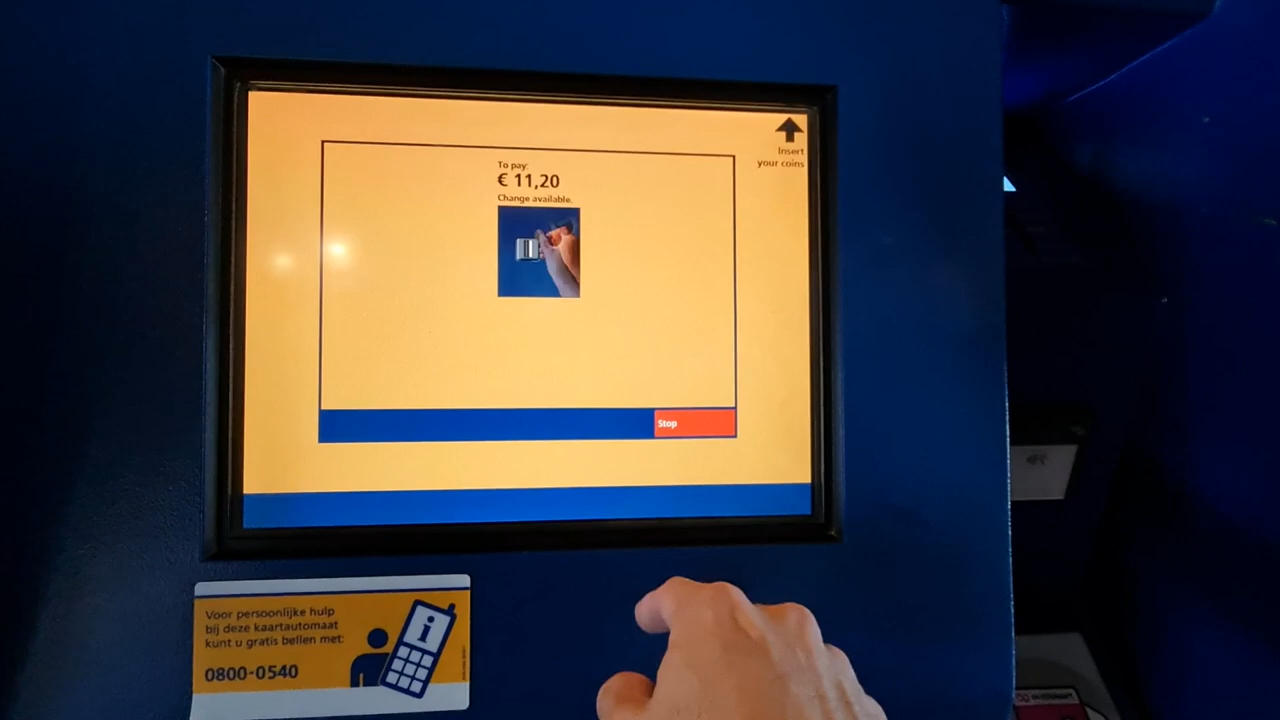 Insert
your coins
To pay:
€ 11,20
Change available.
Stop
Voor persoonlijke hulp
bij deze kaartautomaat
kunt u gratis bellen met:
0800-0540
i